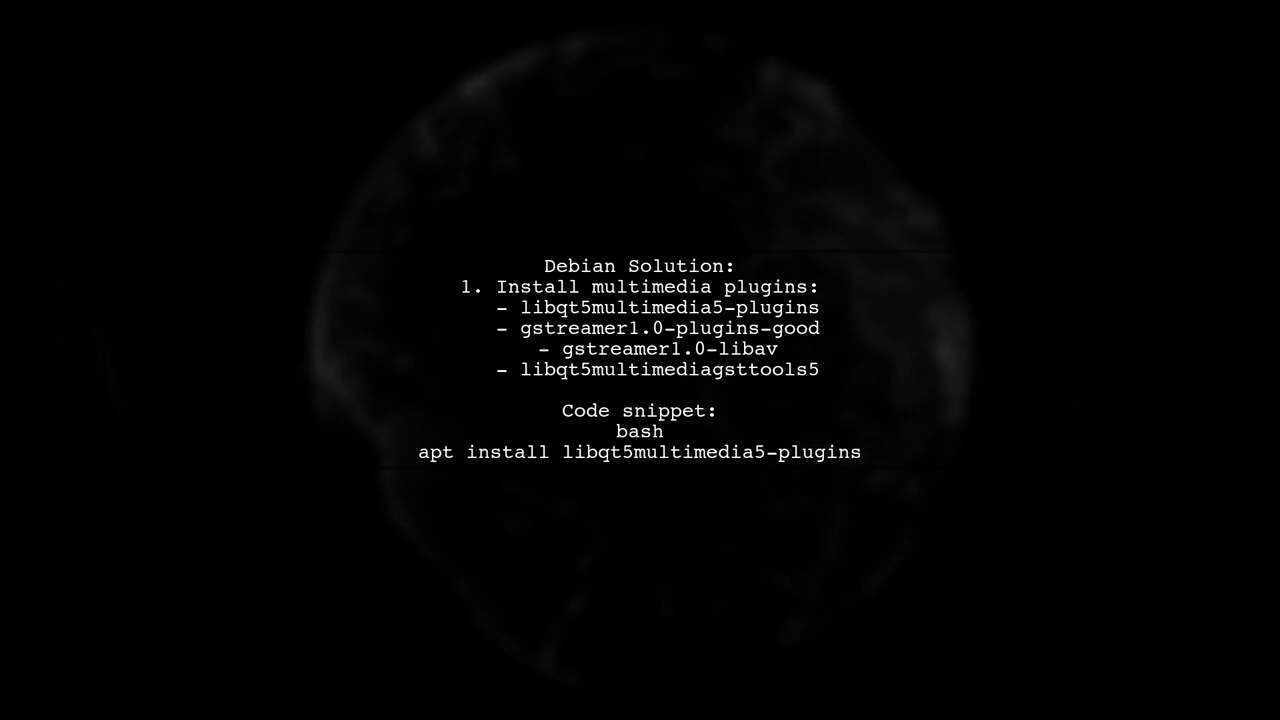 Debian Solution:
1. Install multimedia plugins:
- libqt5multimedia5-plugins
- gstreamer1.0-plugins-good
- gstreamer1.0-libav
- libqt5multimediagsttools5
Code snippet:
bash
apt install libqt5multimedia5-plugins